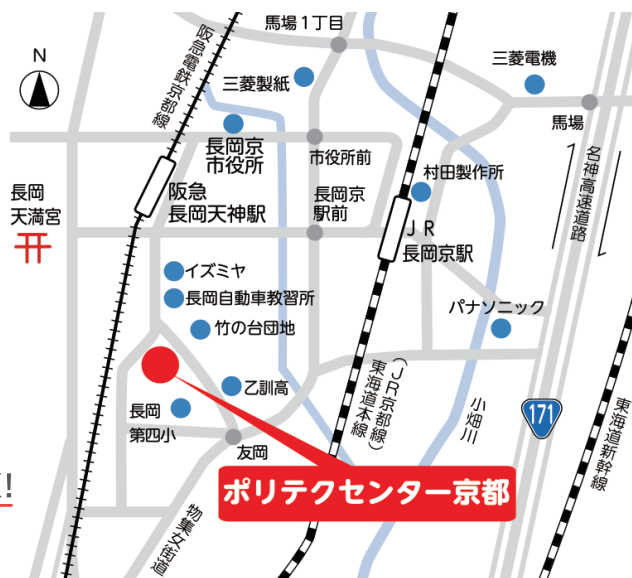 馬場１丁目
阪急電鉄京都線
三菱製紙
三菱電機
N
馬場
長岡京
市役所
市役所前
名神高速道路
村田製作所
阪急
長岡天神駅
長岡京
駅前
長岡
天満宮
ＪＲ
長岡京駅
イズミヤ
長岡自動車教習所
パナソニック
竹の台団地
乙訓高
(ＪＲ京都線)
東海道本線
小畑川
171
東海道新幹線
長岡
第四小
友岡
ポリテクセンター京都
物集女街道
!